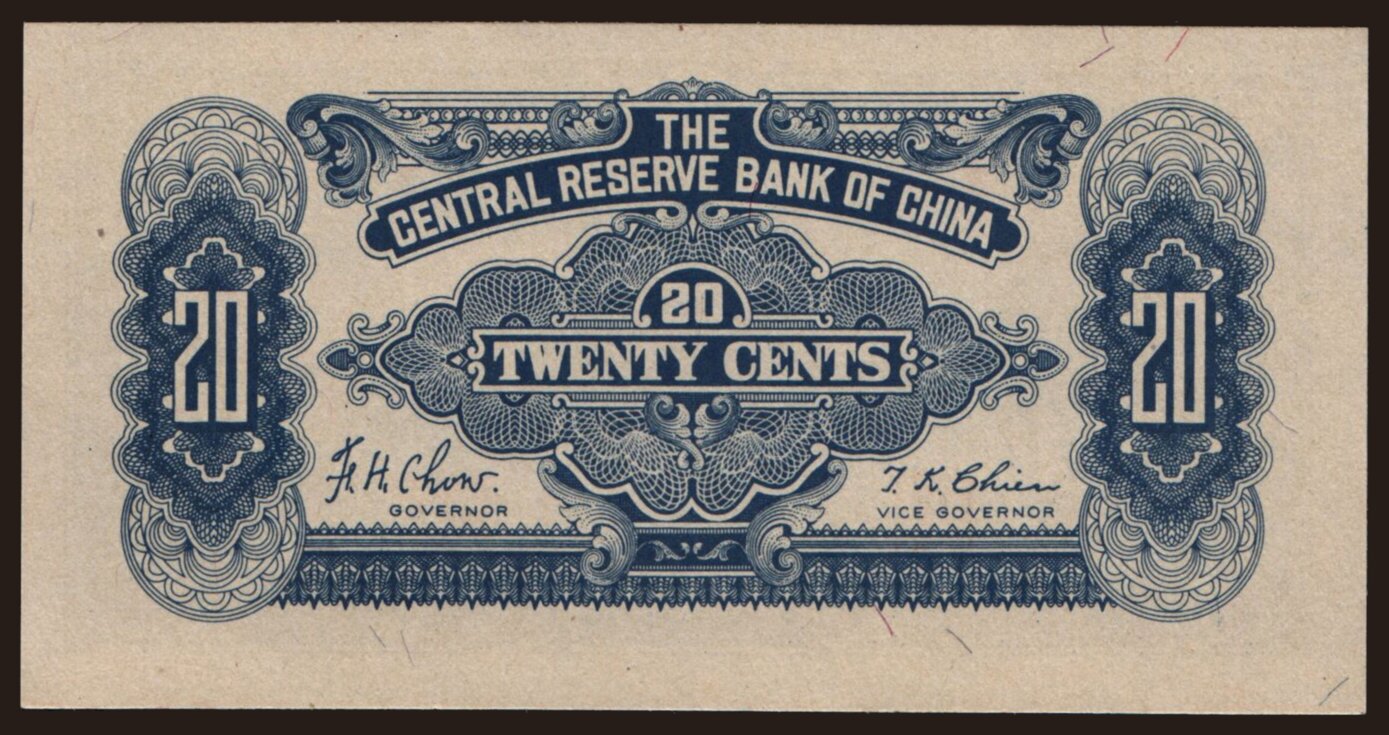 THE
CENTRAL RESERVE BANK OF CHINA
20
20 TWENTY CENTS 20
F. H. Chow.
GOVERNOR
T. K. Chien
VICE GOVERNOR